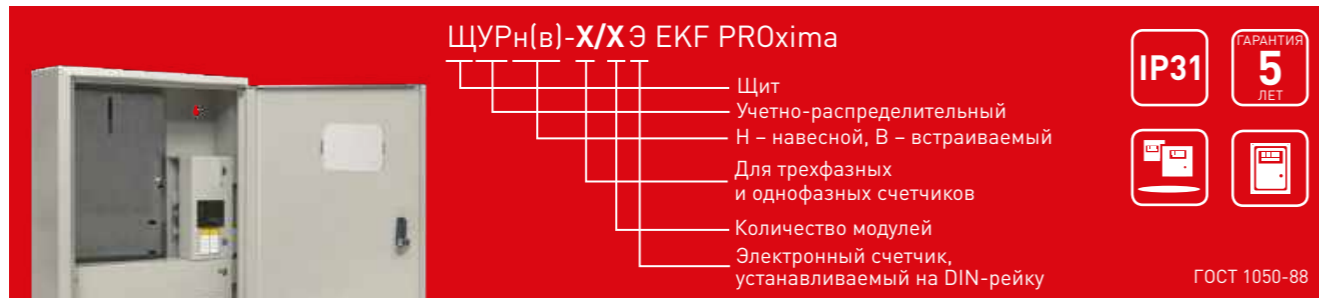 ЩУРн(в)-Х/Х Э EKF PROxima
Щит
Учетно-распределительный
Н – навесной, В – встраиваемый
Для трехфазных
и однофазных счетчиков
Количество модулей
Электронный счетчик,
устанавливаемый на DIN-рейку
IP31
ГАРАНТИЯ
5
ЛЕТ
ГОСТ 1050-88